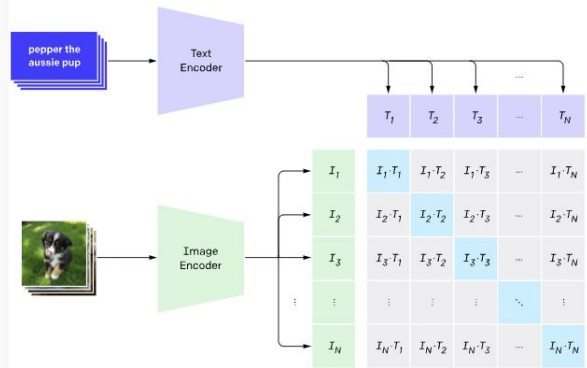 pepper the
aussie pup
Text
Encoder
...
T1 T2 T3 ... TN
Image
Encoder
I1 I1·T1 I1·T2 I1·T3 ... I1·TN
I2 I2·T1 I2·T2 I2·T3 ... I2·TN
I3 I3·T1 I3·T2 I3·T3 ... I3·TN
⋮ ⋮ ⋮ ⋮ ⋮ ⋱ ⋮
IN IN·T1 IN·T2 IN·T3 ... IN·TN